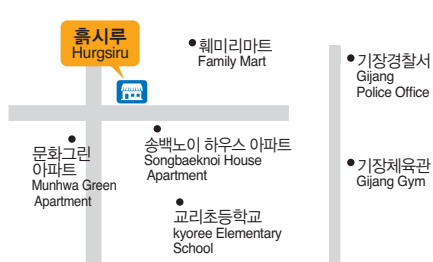 흙시루
Hurgsiru
훼미리마트
Family Mart
기장경찰서
Gijang
Police Office
문화그린
아파트
Munhwa Green
Apartment
송백노이 하우스 아파트
Songbaeknoi House
Apartment
기장체육관
Gijang Gym
교리초등학교
kyoree Elementary
School